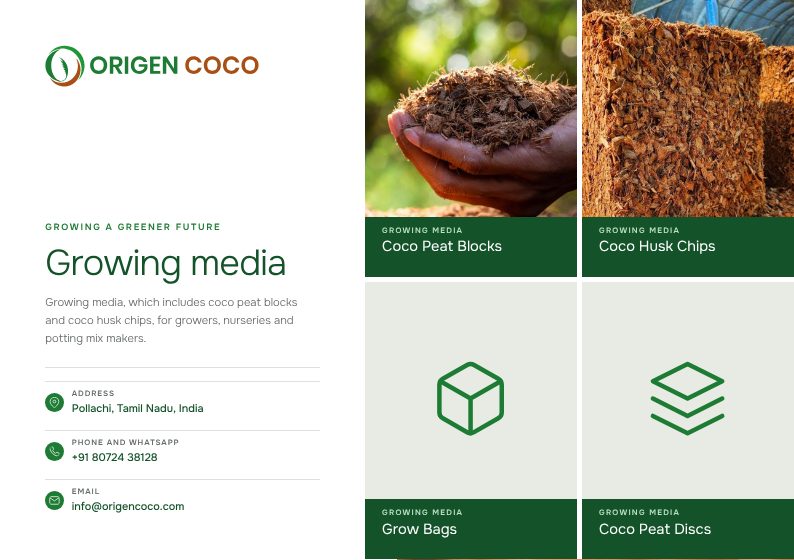 ORIGEN COCO
GROWING A GREENER FUTURE
Growing media
Growing media, which includes coco peat blocks
and coco husk chips, for growers, nurseries and
potting mix makers.
ADDRESS
Pollachi, Tamil Nadu, India
PHONE AND WHATSAPP
+91 80724 38128
EMAIL
info@origencoco.com
GROWING MEDIA
Coco Peat Blocks
GROWING MEDIA
Coco Husk Chips
GROWING MEDIA
Grow Bags
GROWING MEDIA
Coco Peat Discs